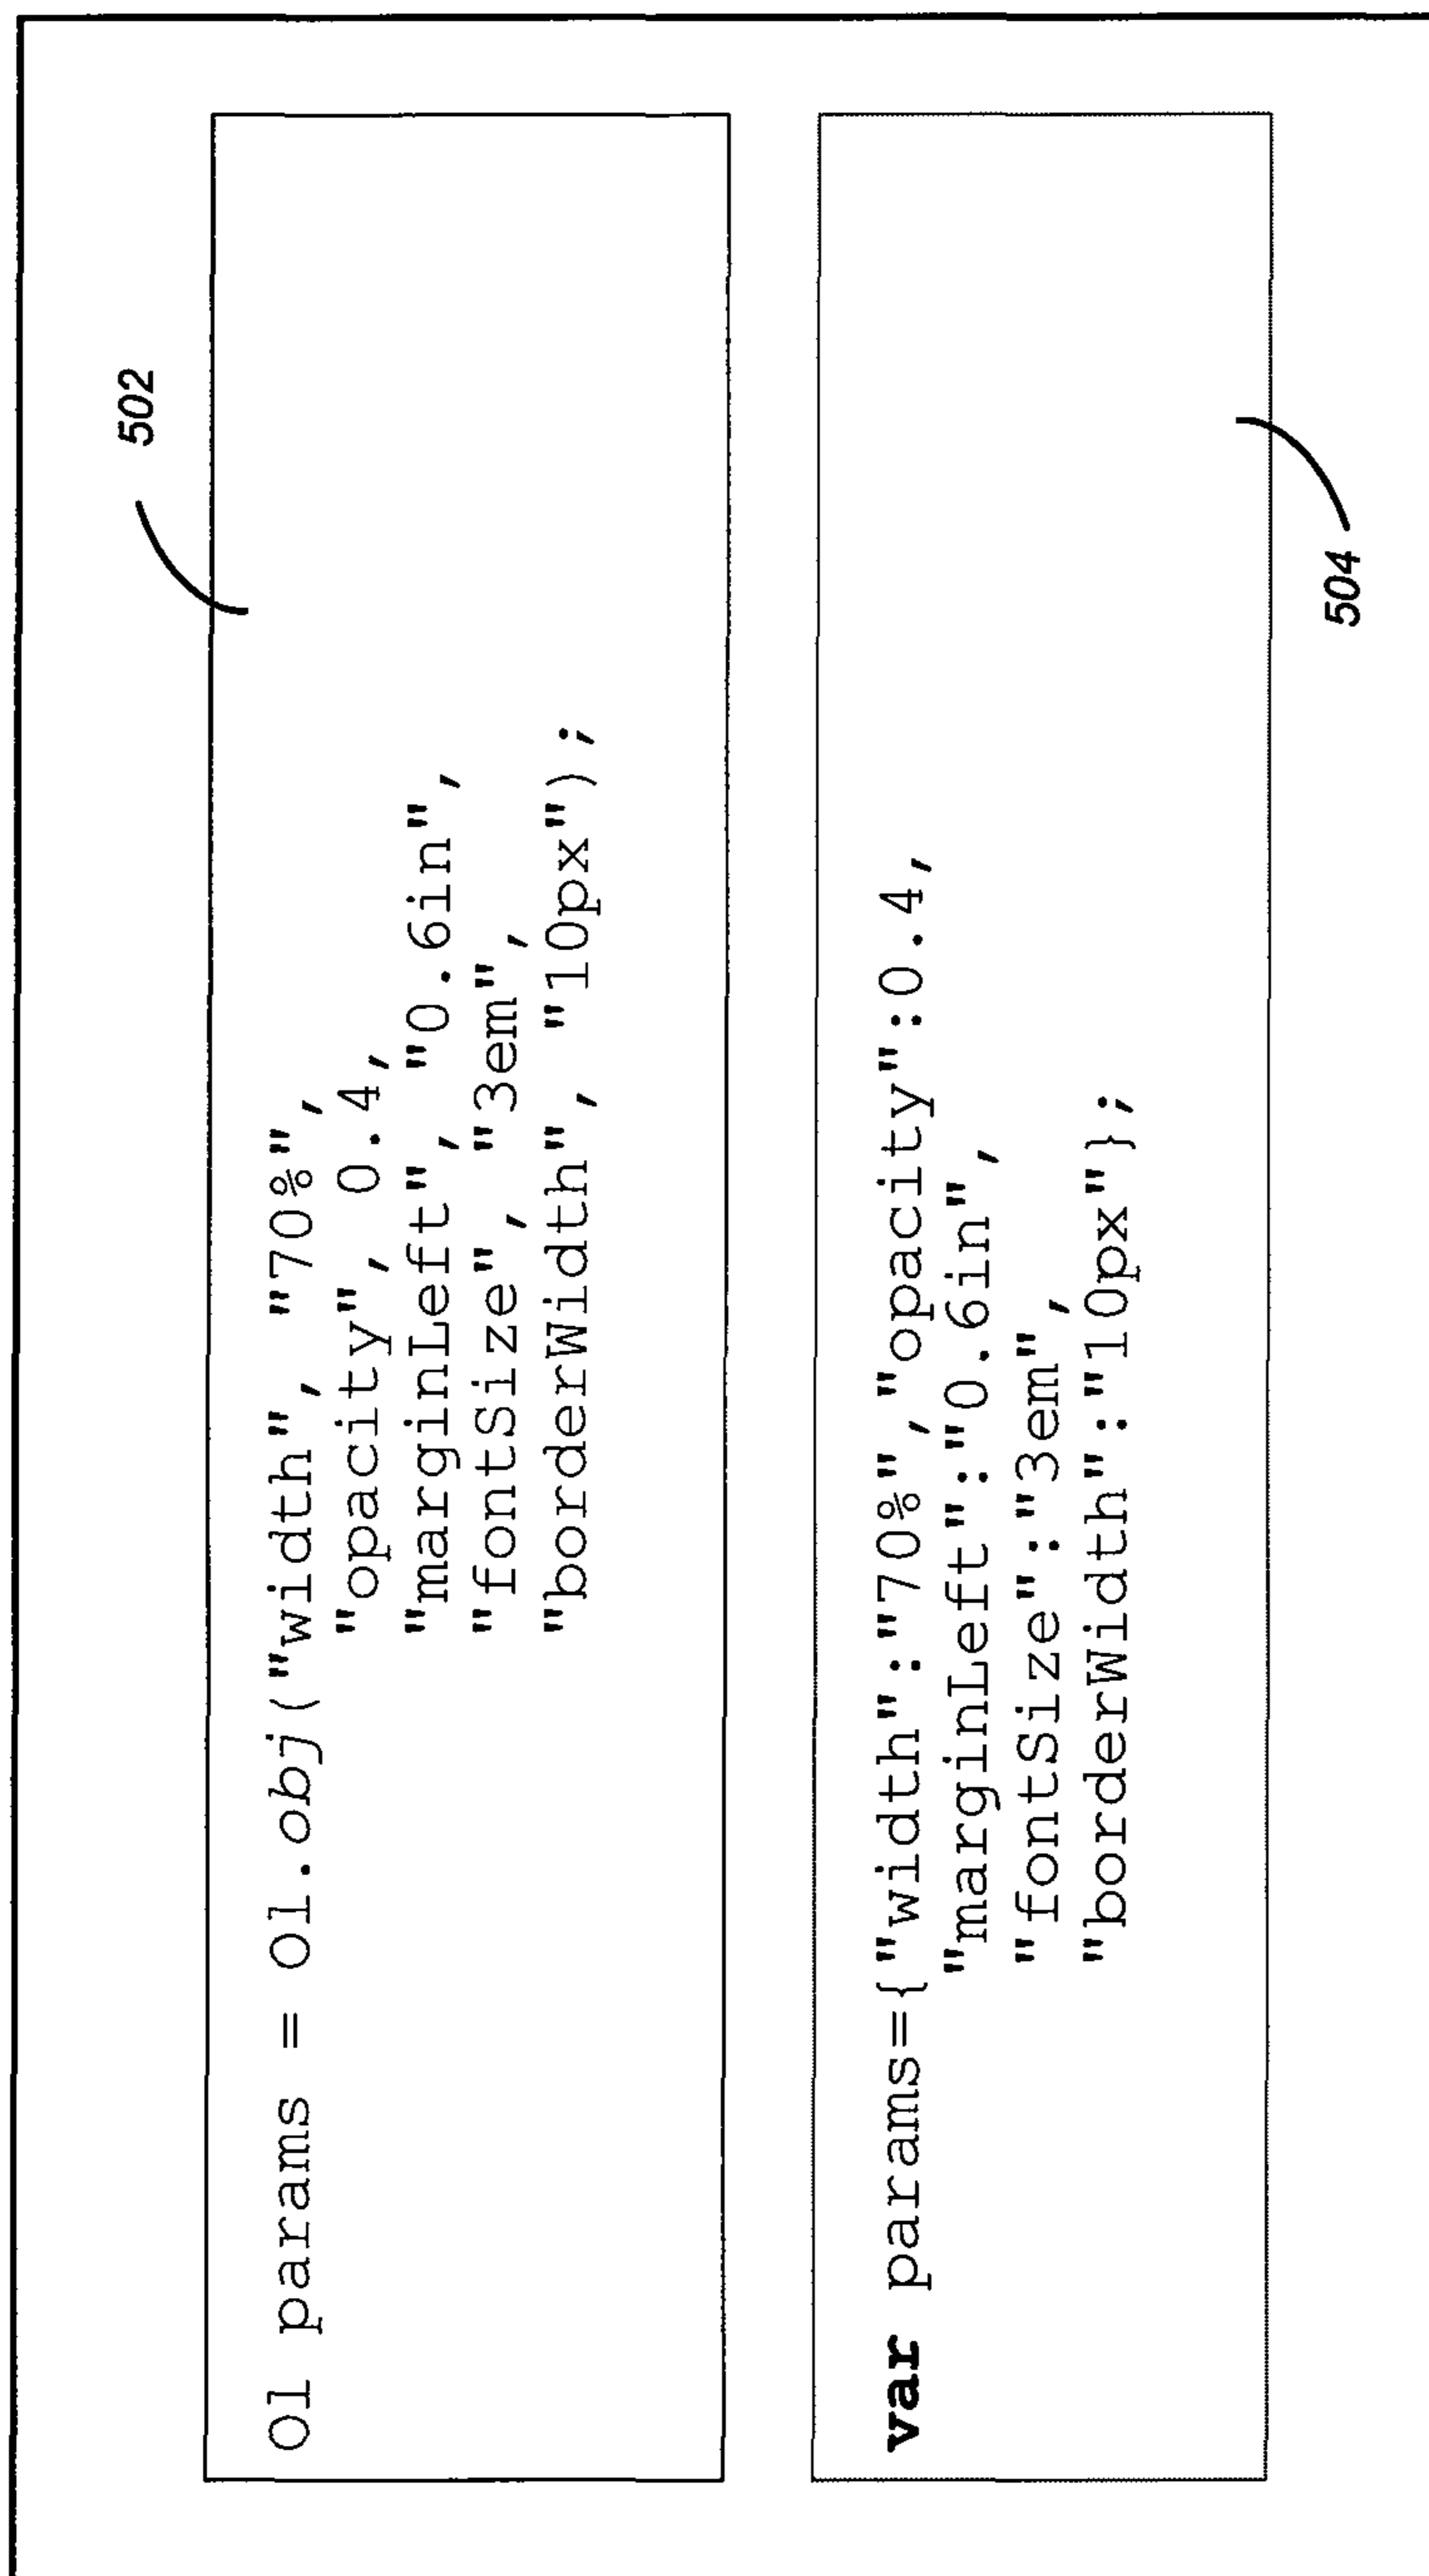 502
Ol params = Ol.obj("width", "70%",
"opacity", 0.4,
"marginLeft", "0.6in",
"fontSize", "3em",
"borderWidth", "10px");
var params={"width":"70%","opacity":0.4,
"marginLeft":"0.6in",
"fontSize":"3em",
"borderWidth":"10px"};
504